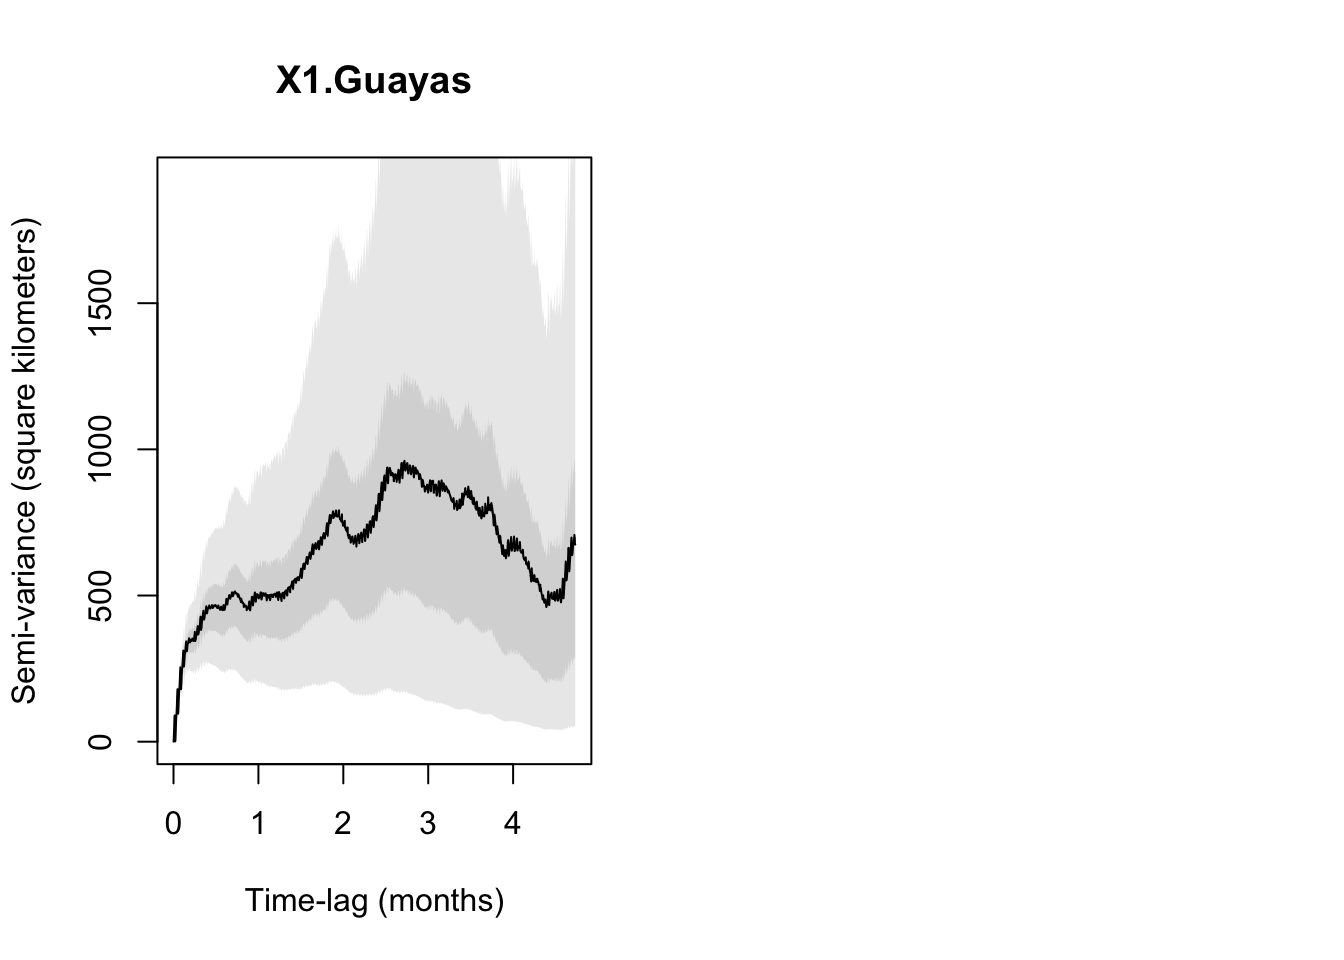 X1.Guayas
Semi-variance (square kilometers)
1500
1000
500
0
0 1 2 3 4
Time-lag (months)